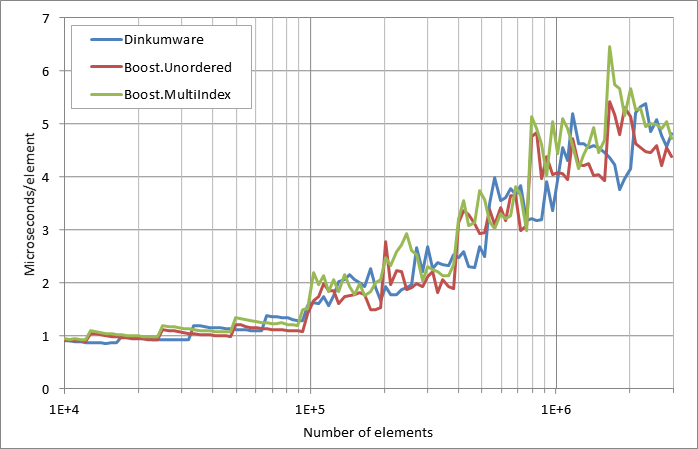 7
6
5
4
3
2
1
0
Microseconds/element
Dinkumware
Boost.Unordered
Boost.MultiIndex
1E+4
1E+5
1E+6
Number of elements